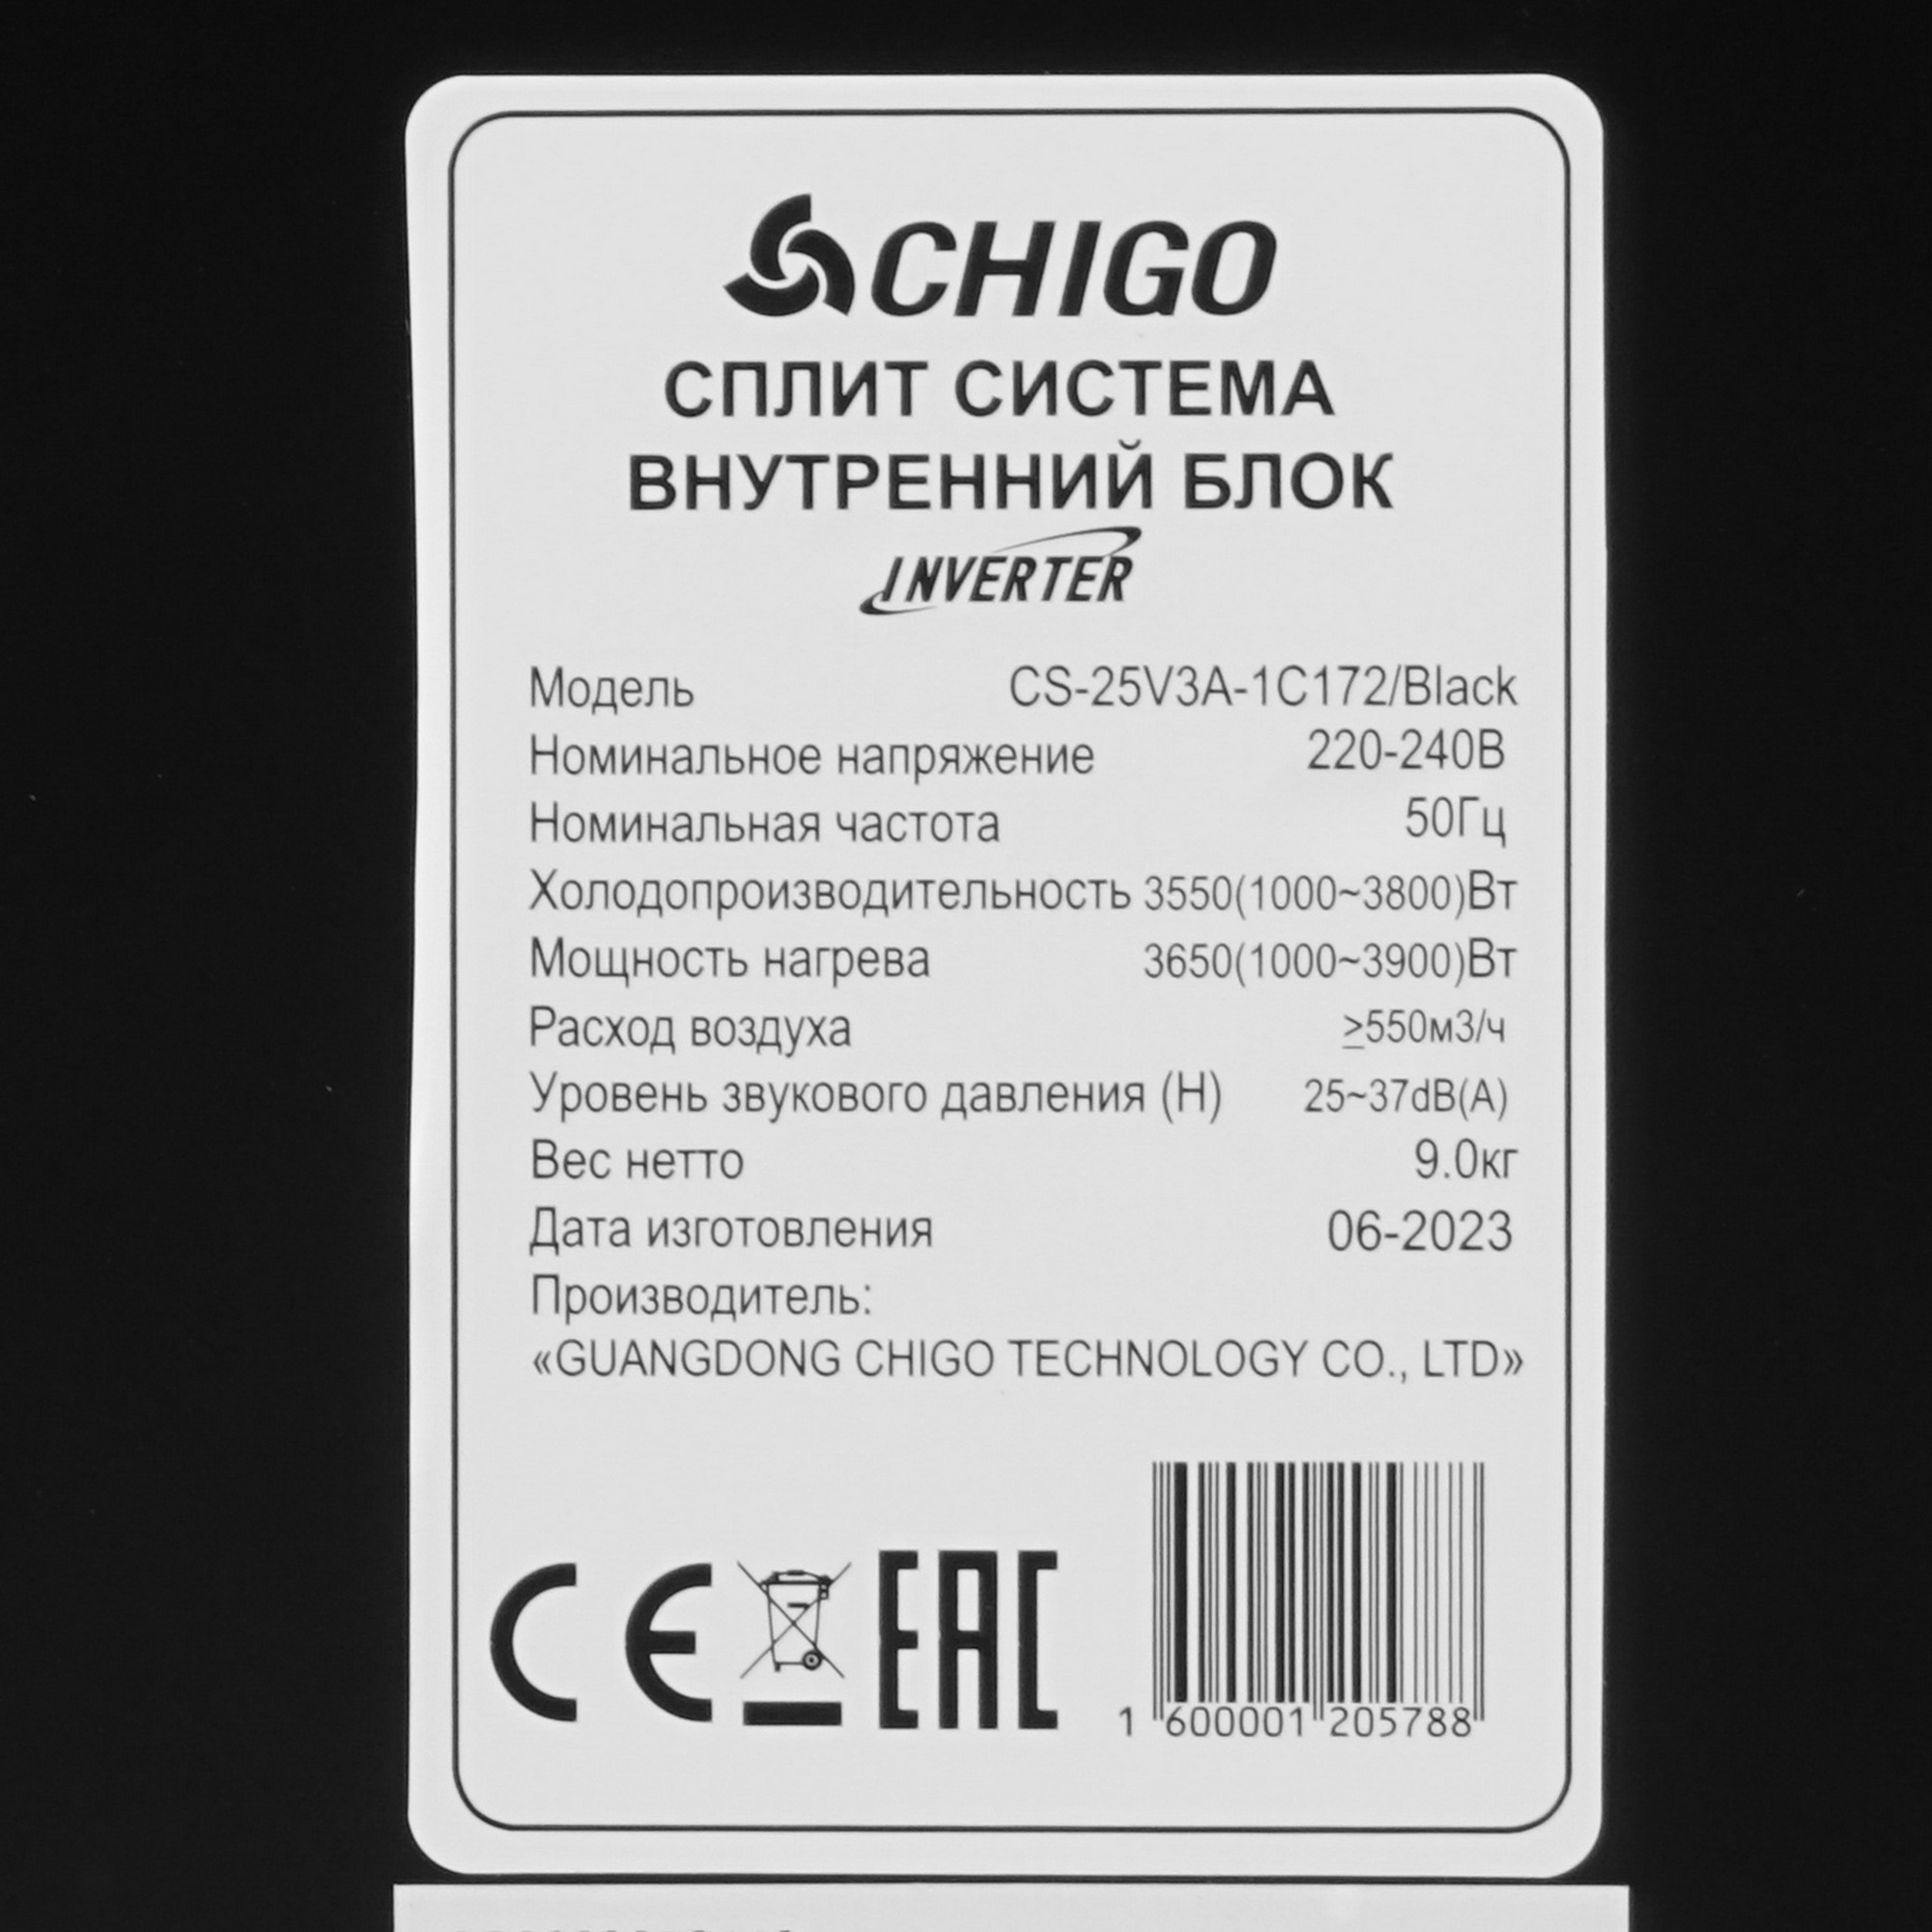 CHIGO
СПЛИТ СИСТЕМА
ВНУТРЕННИЙ БЛОК
INVERTER
Модель CS-25V3A-1C172/Black
Номинальное напряжение 220-240В
Номинальная частота 50Гц
Холодопроизводительность 3550(1000~3800)Вт
Мощность нагрева 3650(1000~3900)Вт
Расход воздуха ≥550м3/ч
Уровень звукового давления (Н) 25~37dB(A)
Вес нетто 9.0кг
Дата изготовления 06-2023
Производитель:
«GUANGDONG CHIGO TECHNOLOGY CO., LTD»
CE EAC
1 600001 205788